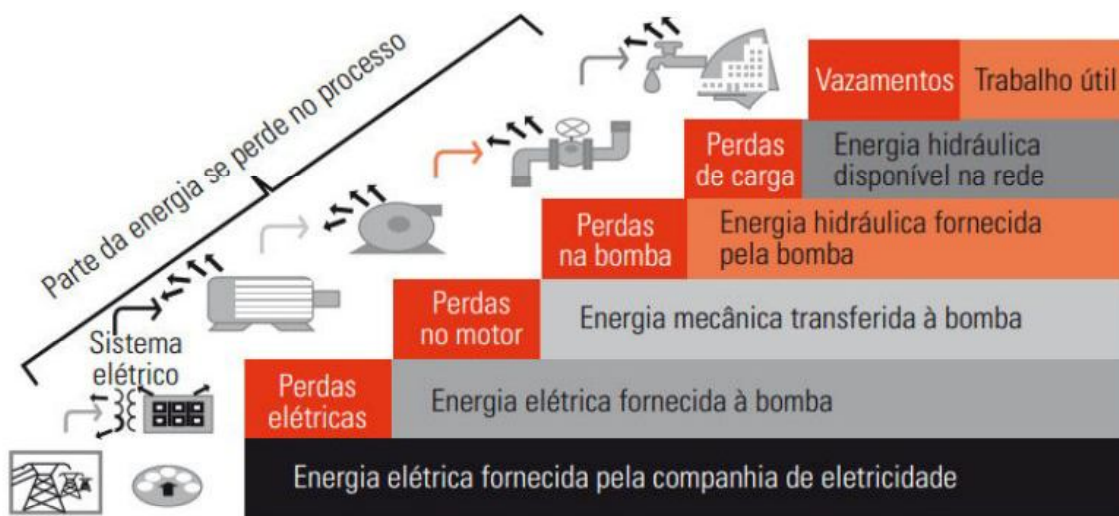 Parte da energia se perde no processo
Vazamentos
Trabalho útil
Perdas
de carga
Energia hidráulica
disponível na rede
Perdas
na bomba
Energia hidráulica fornecida
pela bomba
Perdas
no motor
Energia mecânica transferida à bomba
Sistema
elétrico
Perdas
elétricas
Energia elétrica fornecida à bomba
Energia elétrica fornecida pela companhia de eletricidade